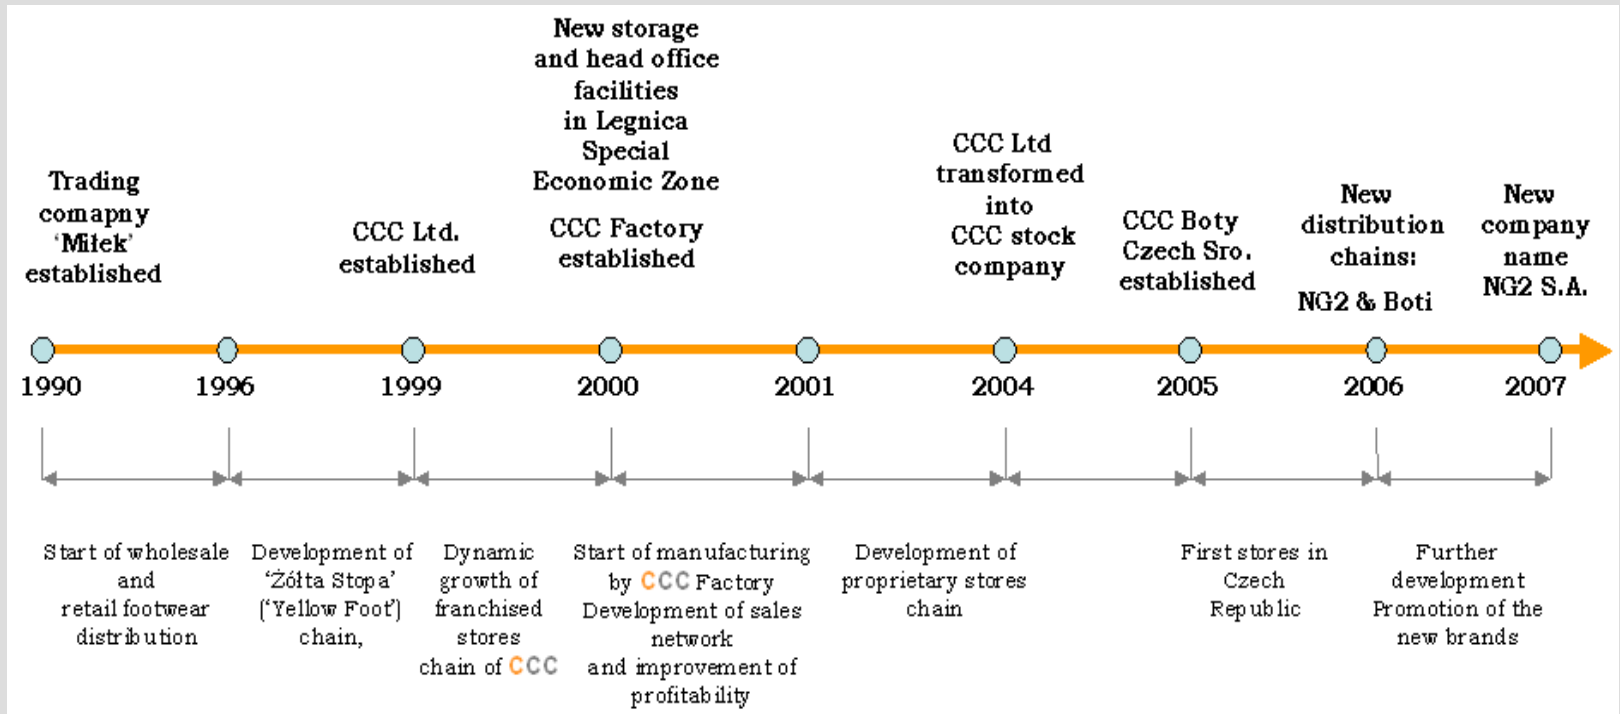 Trading
comapny
'Miłek'
established
CCC Ltd.
established
New storage
and head office
facilities
in Legnica
Special
Economic Zone
CCC Factory
established
CCC Ltd
transformed
into
CCC stock
company
CCC Boty
Czech Sro.
established
New
distribution
chains:
NG2 & Boti
New
company
name
NG2 S.A.
1990
1996
1999
2000
2001
2004
2005
2006
2007
Start of wholesale
and
retail footwear
distribution
Development of
'Żółta Stopa'
('Yellow Foot')
chain,
Dynamic
growth of
franchised
stores
chain of CCC
Start of manufacturing
by CCC Factory
Development of sales
network
and improvement of
profitability
Development of
proprietary stores
chain
First stores in
Czech
Republic
Further
development
Promotion of the
new brands